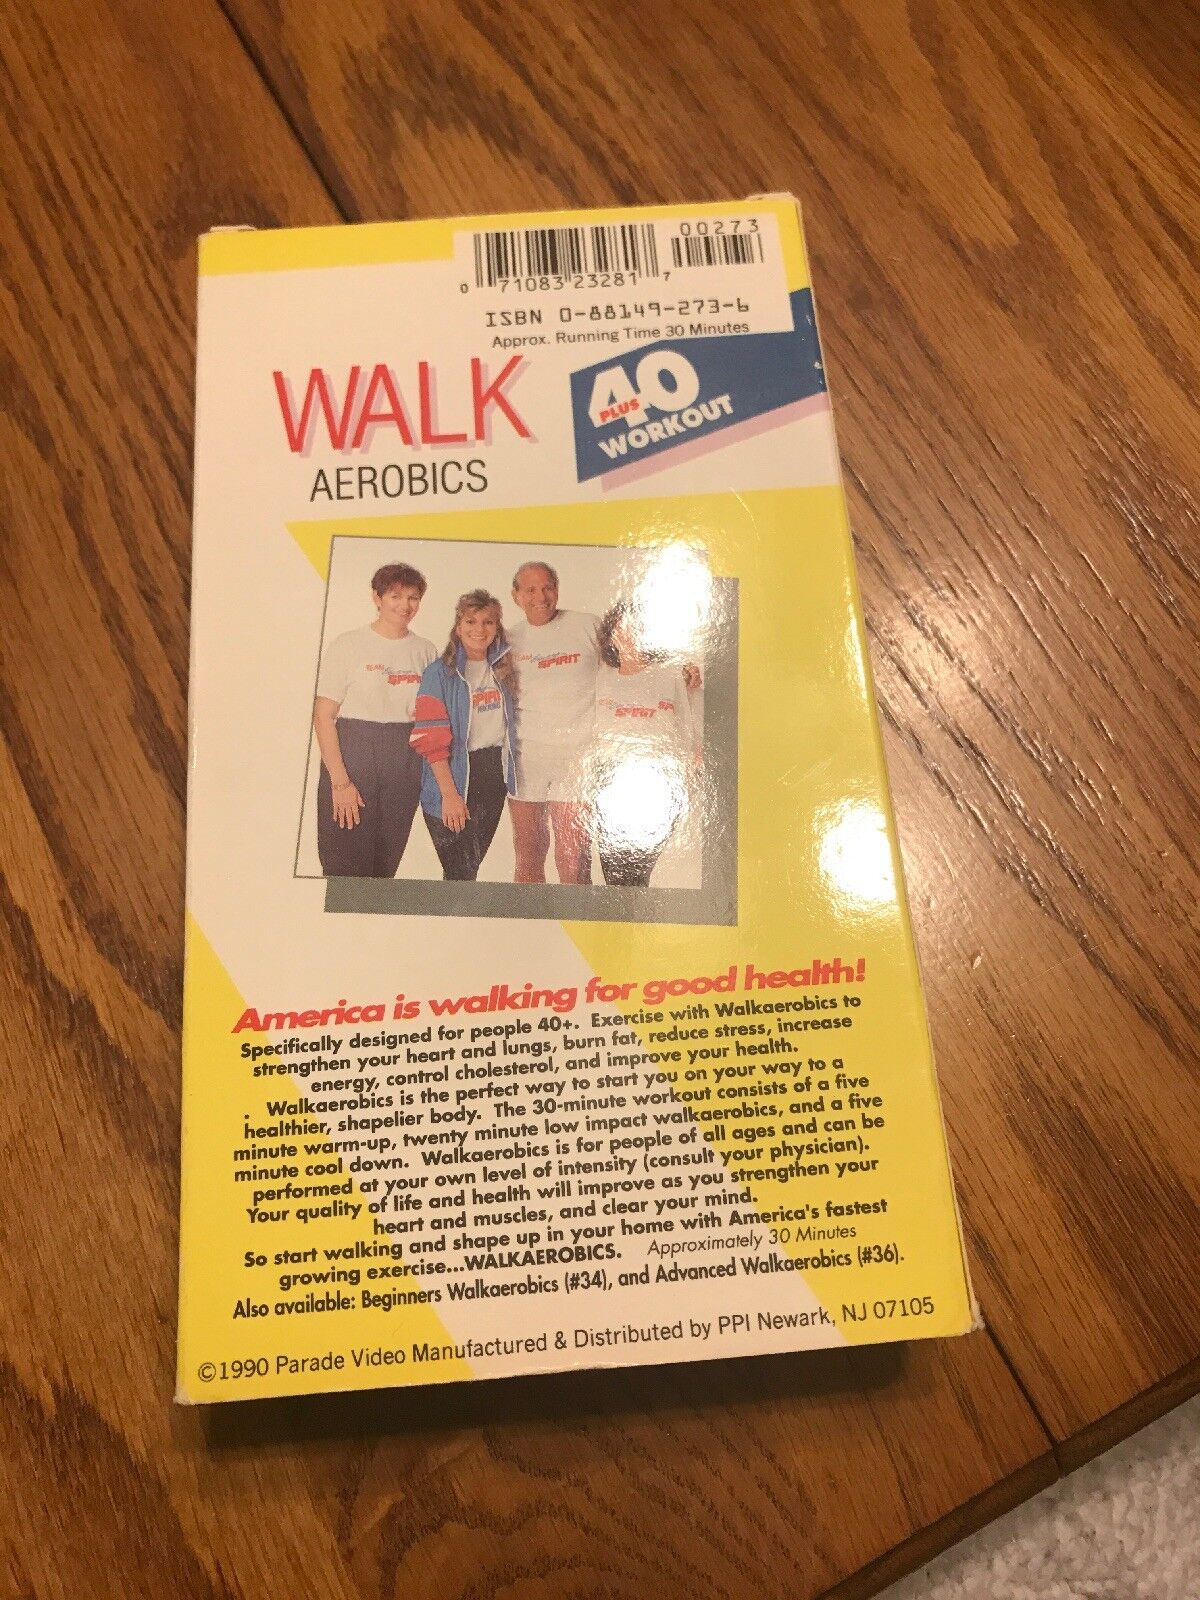 00273
0 71083 23281 7
ISBN 0-88149-273-6
Approx. Running Time 30 Minutes
WALK
AEROBICS
40
PLUS
WORKOUT
TEAM
SPIRIT
SPIRIT
TEAM
SPIRIT
America is walking for good health!
Specifically designed for people 40+. Exercise with Walkaerobics to
strengthen your heart and lungs, burn fat, reduce stress, increase
energy, control cholesterol, and improve your health.
. Walkaerobics is the perfect way to start you on your way to a
healthier, shapelier body. The 30-minute workout consists of a five
minute warm-up, twenty minute low impact walkaerobics, and a five
minute cool down. Walkaerobics is for people of all ages and can be
performed at your own level of intensity (consult your physician).
Your quality of life and health will improve as you strengthen your
heart and muscles, and clear your mind.
So start walking and shape up in your home with America's fastest
growing exercise...WALKAEROBICS. Approximately 30 Minutes
Also available: Beginners Walkaerobics (#34), and Advanced Walkaerobics (#36).
©1990 Parade Video Manufactured & Distributed by PPI Newark, NJ 07105